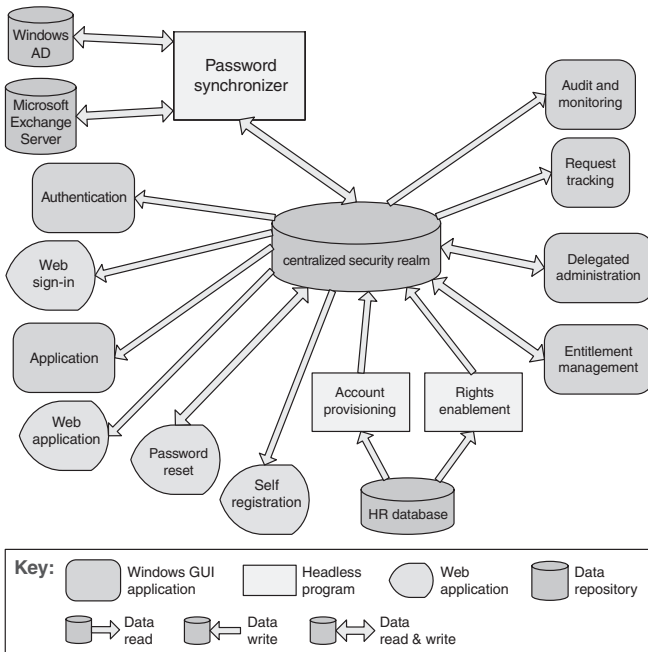 Windows
AD
Password
synchronizer
Microsoft
Exchange
Server
Audit and
monitoring
Request
tracking
Authentication
centralized security realm
Web
sign-in
Delegated
administration
Application
Entitlement
management
Account
provisioning
Rights
enablement
Web
application
Password
reset
Self
registration
HR database
Key:
Windows GUI
application
Headless
program
Web
application
Data
repository
Data
read
Data
write
Data
read & write